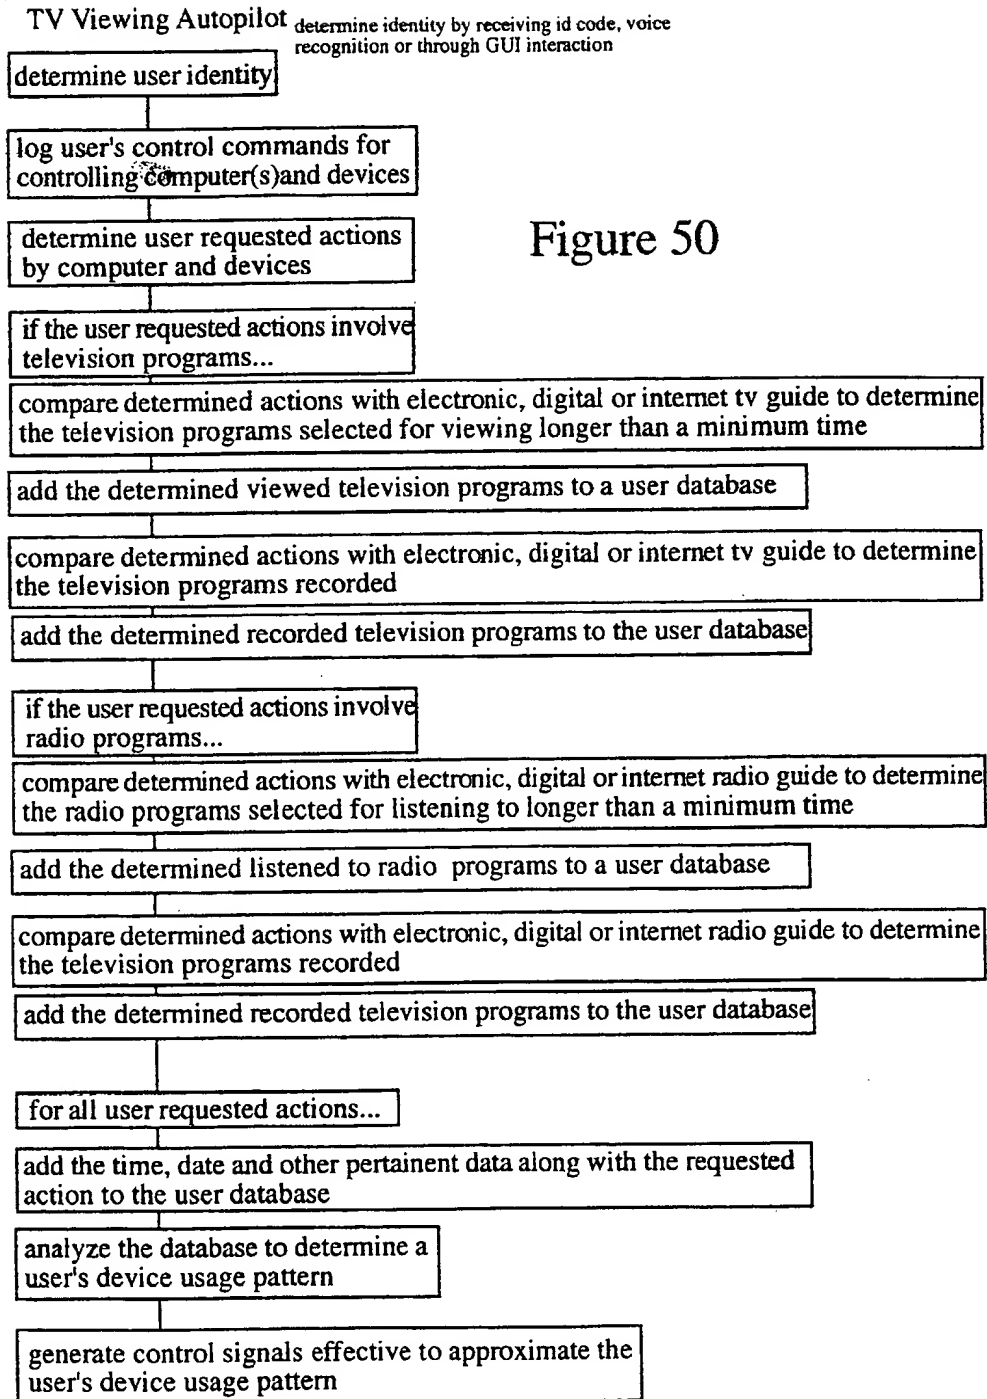 TV Viewing Autopilot
determine identity by receiving id code, voice
recognition or through GUI interaction
determine user identity
log user's control commands for
controlling computer(s)and devices
determine user requested actions
by computer and devices
Figure 50
if the user requested actions involve
television programs...
compare determined actions with electronic, digital or internet tv guide to determine
the television programs selected for viewing longer than a minimum time
add the determined viewed television programs to a user database
compare determined actions with electronic, digital or internet tv guide to determine
the television programs recorded
add the determined recorded television programs to the user database
if the user requested actions involve
radio programs...
compare determined actions with electronic, digital or internet radio guide to determine
the radio programs selected for listening to longer than a minimum time
add the determined listened to radio programs to a user database
compare determined actions with electronic, digital or internet radio guide to determine
the television programs recorded
add the determined recorded television programs to the user database
for all user requested actions...
add the time, date and other pertainent data along with the requested
action to the user database
analyze the database to determine a
user's device usage pattern
generate control signals effective to approximate the
user's device usage pattern